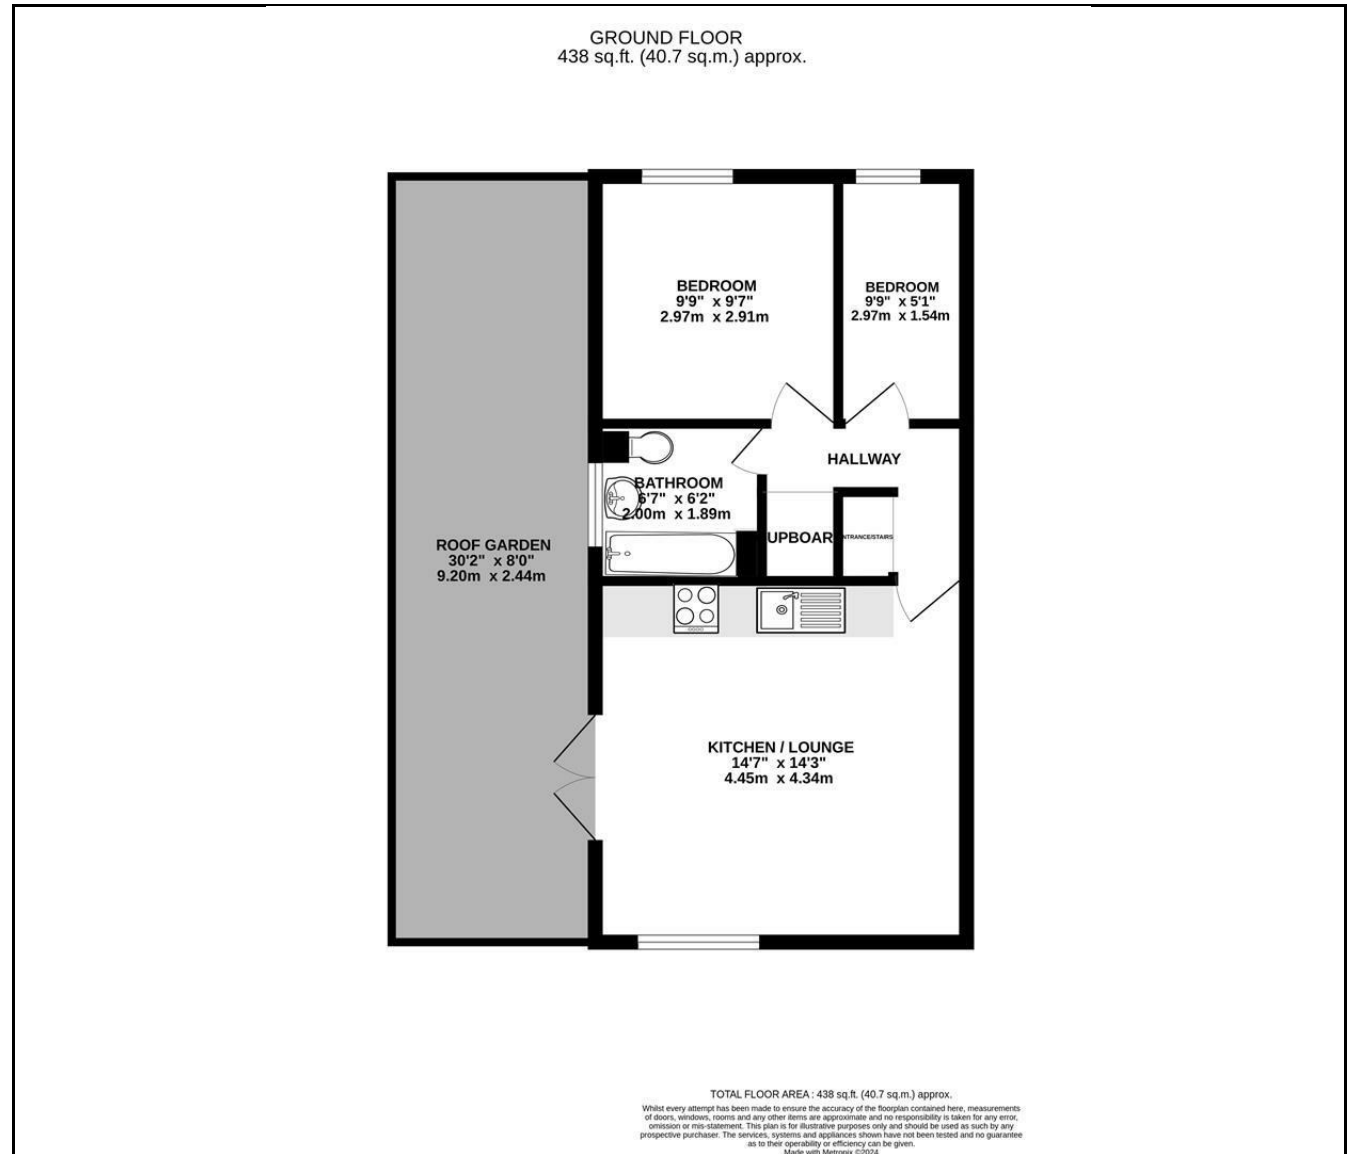 GROUND FLOOR
438 sq.ft. (40.7 sq.m.) approx.
BEDROOM
9'9" x 9'7"
2.97m x 2.91m
BEDROOM
9'9" x 5'1"
2.97m x 1.54m
HALLWAY
BATHROOM
6'7" x 6'2"
2.00m x 1.89m
UPBOAR
NTRANCE/STAIRS
ROOF GARDEN
30'2" x 8'0"
9.20m x 2.44m
KITCHEN / LOUNGE
14'7" x 14'3"
4.45m x 4.34m
TOTAL FLOOR AREA : 438 sq.ft. (40.7 sq.m.) approx.
Whilst every attempt has been made to ensure the accuracy of the floorplan contained here, measurements
of doors, windows, rooms and any other items are approximate and no responsibility is taken for any error,
omission or mis-statement. This plan is for illustrative purposes only and should be used as such by any
prospective purchaser. The services, systems and appliances shown have not been tested and no guarantee
as to their operability or efficiency can be given.
Made with Metropix ©2024